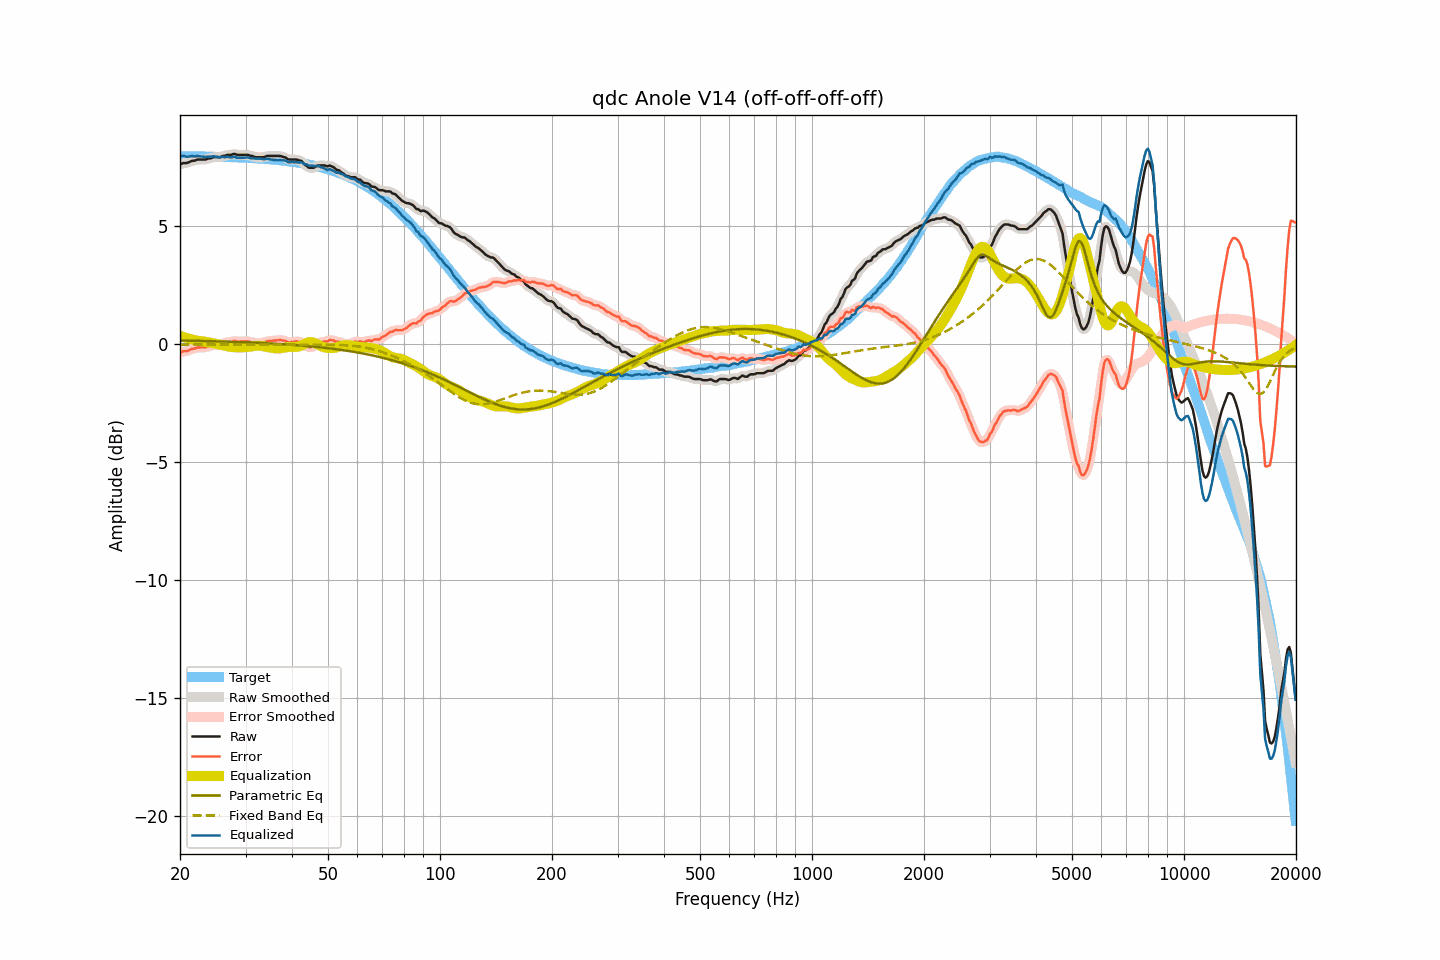 qdc Anole V14 (off-off-off-off)
Amplitude (dBr)
5
0
−5
−10
−15
−20
Target
Raw Smoothed
Error Smoothed
Raw
Error
Equalization
Parametric Eq
Fixed Band Eq
Equalized
20 50 100 200 500 1000 2000 5000 10000 20000
Frequency (Hz)